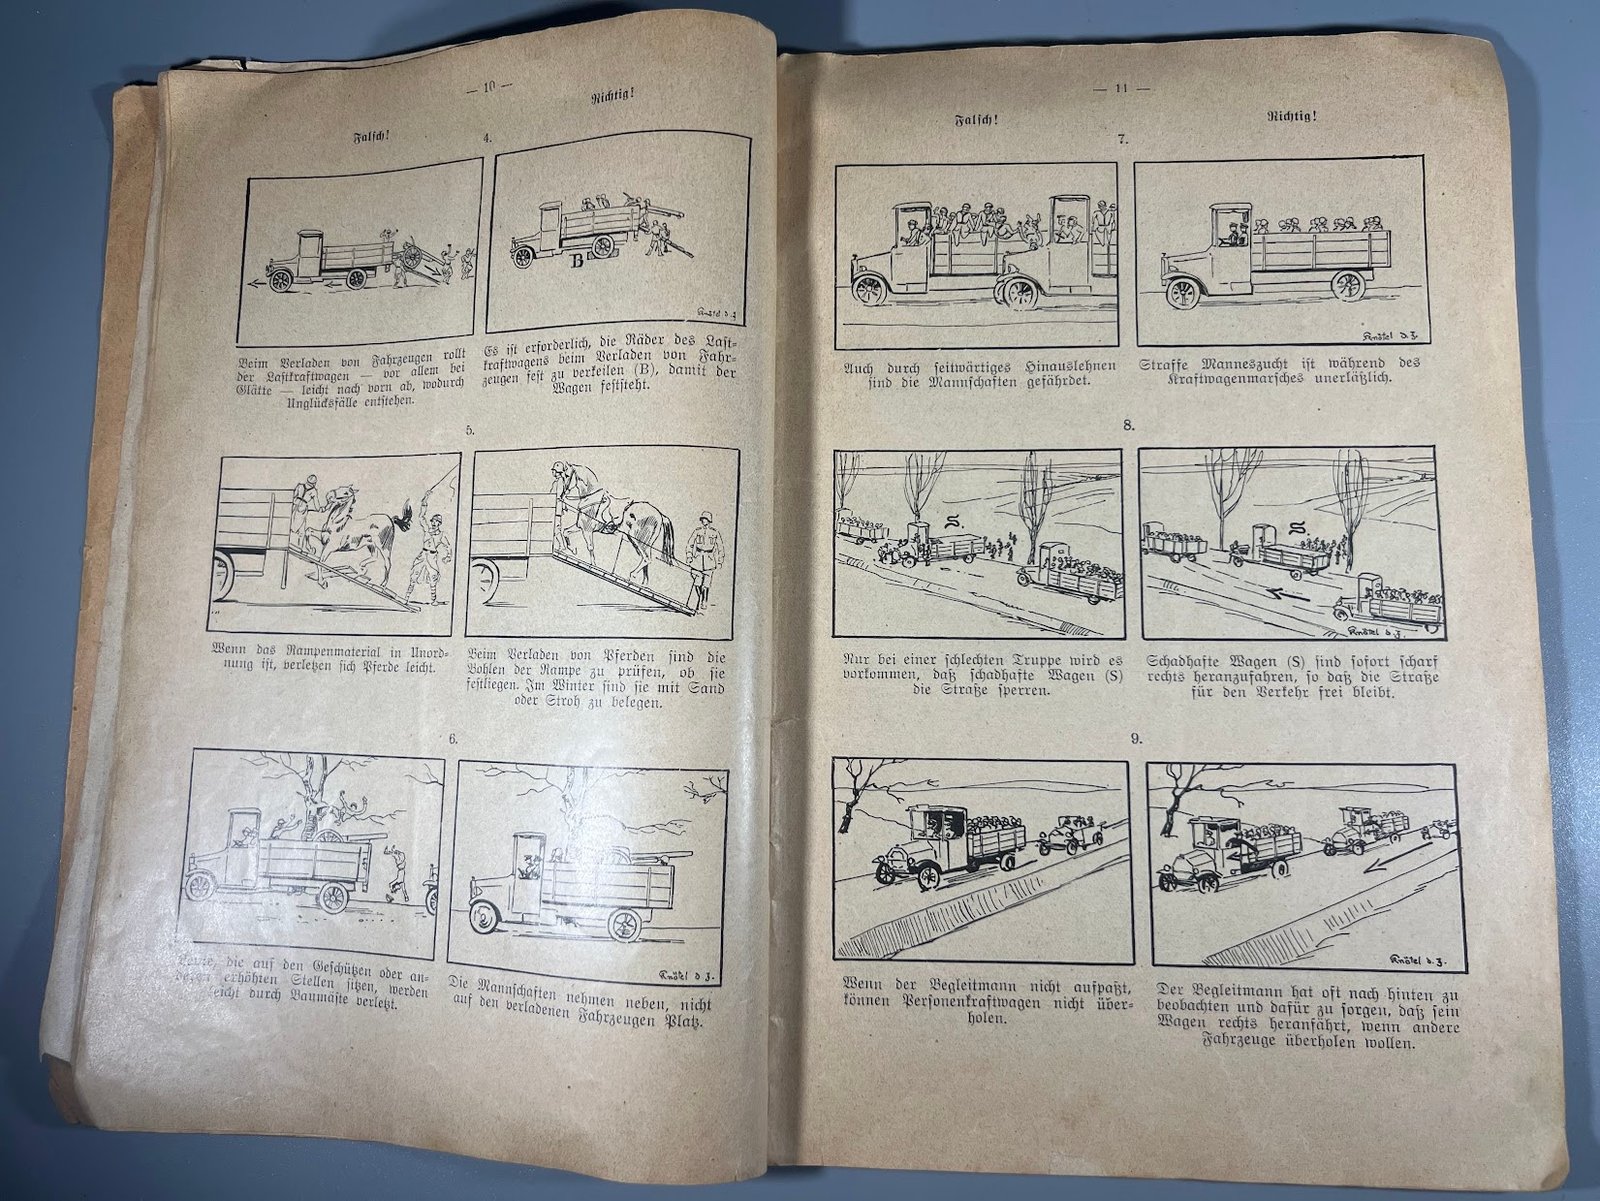 — 10 —
Falsch!
Richtig!
4.
B
Knötel d. J.
Beim Verladen von Fahrzeugen rollt
der Lastkraftwagen — vor allem bei
Glätte — leicht nach vorn ab, wodurch
Unglücksfälle entstehen.
Es ist erforderlich, die Räder des Last-
kraftwagens beim Verladen von Fahr-
zeugen fest zu verkeilen (B), damit der
Wagen feststeht.
5.
Wenn das Rampenmaterial in Unord-
nung ist, verletzen sich Pferde leicht.
Beim Verladen von Pferden sind die
Bohlen der Rampe zu prüfen, ob sie
festliegen. Im Winter sind sie mit Sand
oder Stroh zu belegen.
6.
Knötel d. J.
die auf den Geschützen oder an-
deren erhöhten Stellen sitzen, werden
leicht durch Baumäste verletzt.
Die Mannschaften nehmen neben, nicht
auf den verladenen Fahrzeugen Platz.
— 11 —
Falsch!
Richtig!
7.
Knötel d. J.
Auch durch seitwärtiges Hinauslehnen
sind die Mannschaften gefährdet.
Straffe Manneszucht ist während des
Kraftwagenmarsches unerläßlich.
8.
S.
S
Knötel d. J.
Nur bei einer schlechten Truppe wird es
vorkommen, daß schadhafte Wagen (S)
die Straße sperren.
Schadhafte Wagen (S) sind sofort scharf
rechts heranzufahren, so daß die Straße
für den Verkehr frei bleibt.
9.
Knötel d. J.
Wenn der Begleitmann nicht aufpaßt,
können Personenkraftwagen nicht über-
holen.
Der Begleitmann hat oft nach hinten zu
beobachten und dafür zu sorgen, daß sein
Wagen rechts heranfährt, wenn andere
Fahrzeuge überholen wollen.